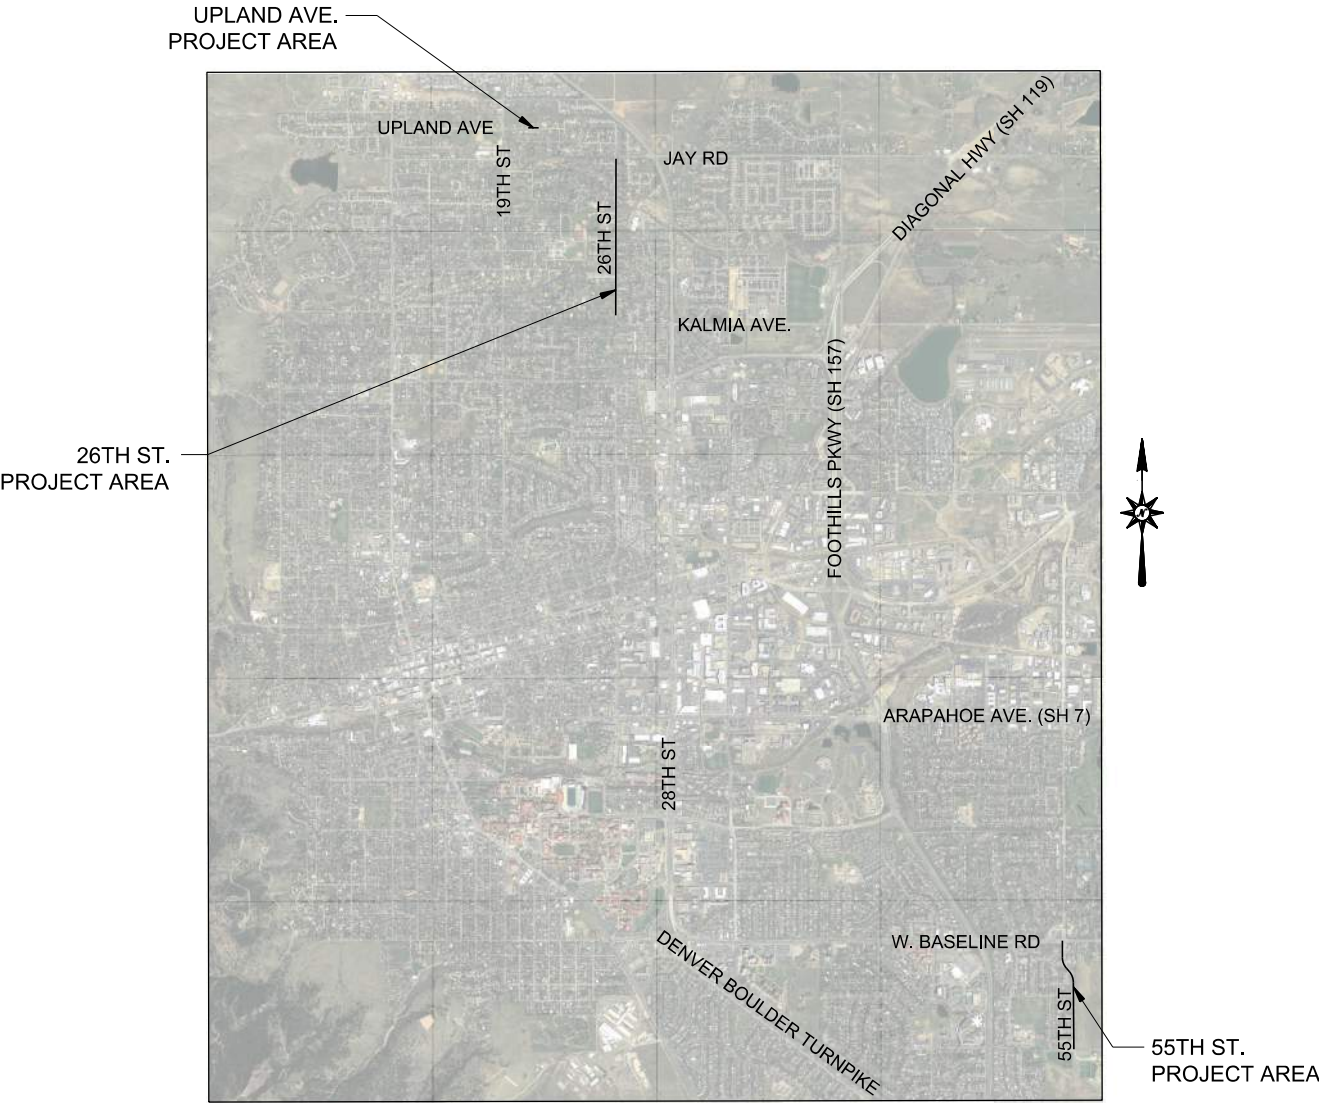 UPLAND AVE.
PROJECT AREA
UPLAND AVE
19TH ST
26TH ST
JAY RD
DIAGONAL HWY (SH 119)
KALMIA AVE.
FOOTHILLS PKWY (SH 157)
26TH ST.
PROJECT AREA
N
ARAPAHOE AVE. (SH 7)
28TH ST
DENVER BOULDER TURNPIKE
W. BASELINE RD
55TH ST
55TH ST.
PROJECT AREA